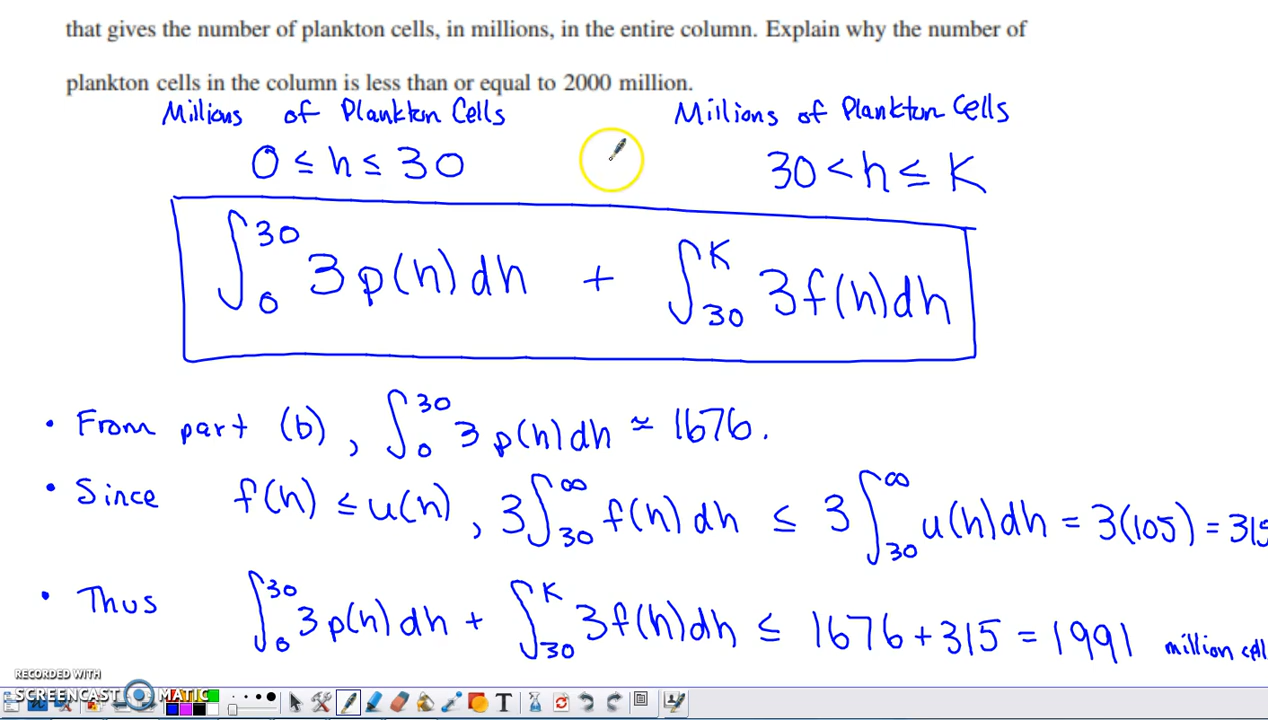 that gives the number of plankton cells, in millions, in the entire column. Explain why the number of
plankton cells in the column is less than or equal to 2000 million.
Millions of Plankton Cells Millions of Plankton Cells
0 ≤ h ≤ 30 30 < h ≤ K
∫₀³⁰ 3p(h)dh + ∫₃₀ᴷ 3f(h)dh
• From part (b), ∫₀³⁰ 3p(h)dh ≈ 1676.
• Since f(h) ≤ u(h), 3∫₃₀^∞ f(h)dh ≤ 3∫₃₀^∞ u(h)dh = 3(105) = 315
• Thus ∫₀³⁰ 3p(h)dh + ∫₃₀ᴷ 3f(h)dh ≤ 1676+315 = 1991 million cell
RECORDED WITH
SCREENCAST MATIC
T